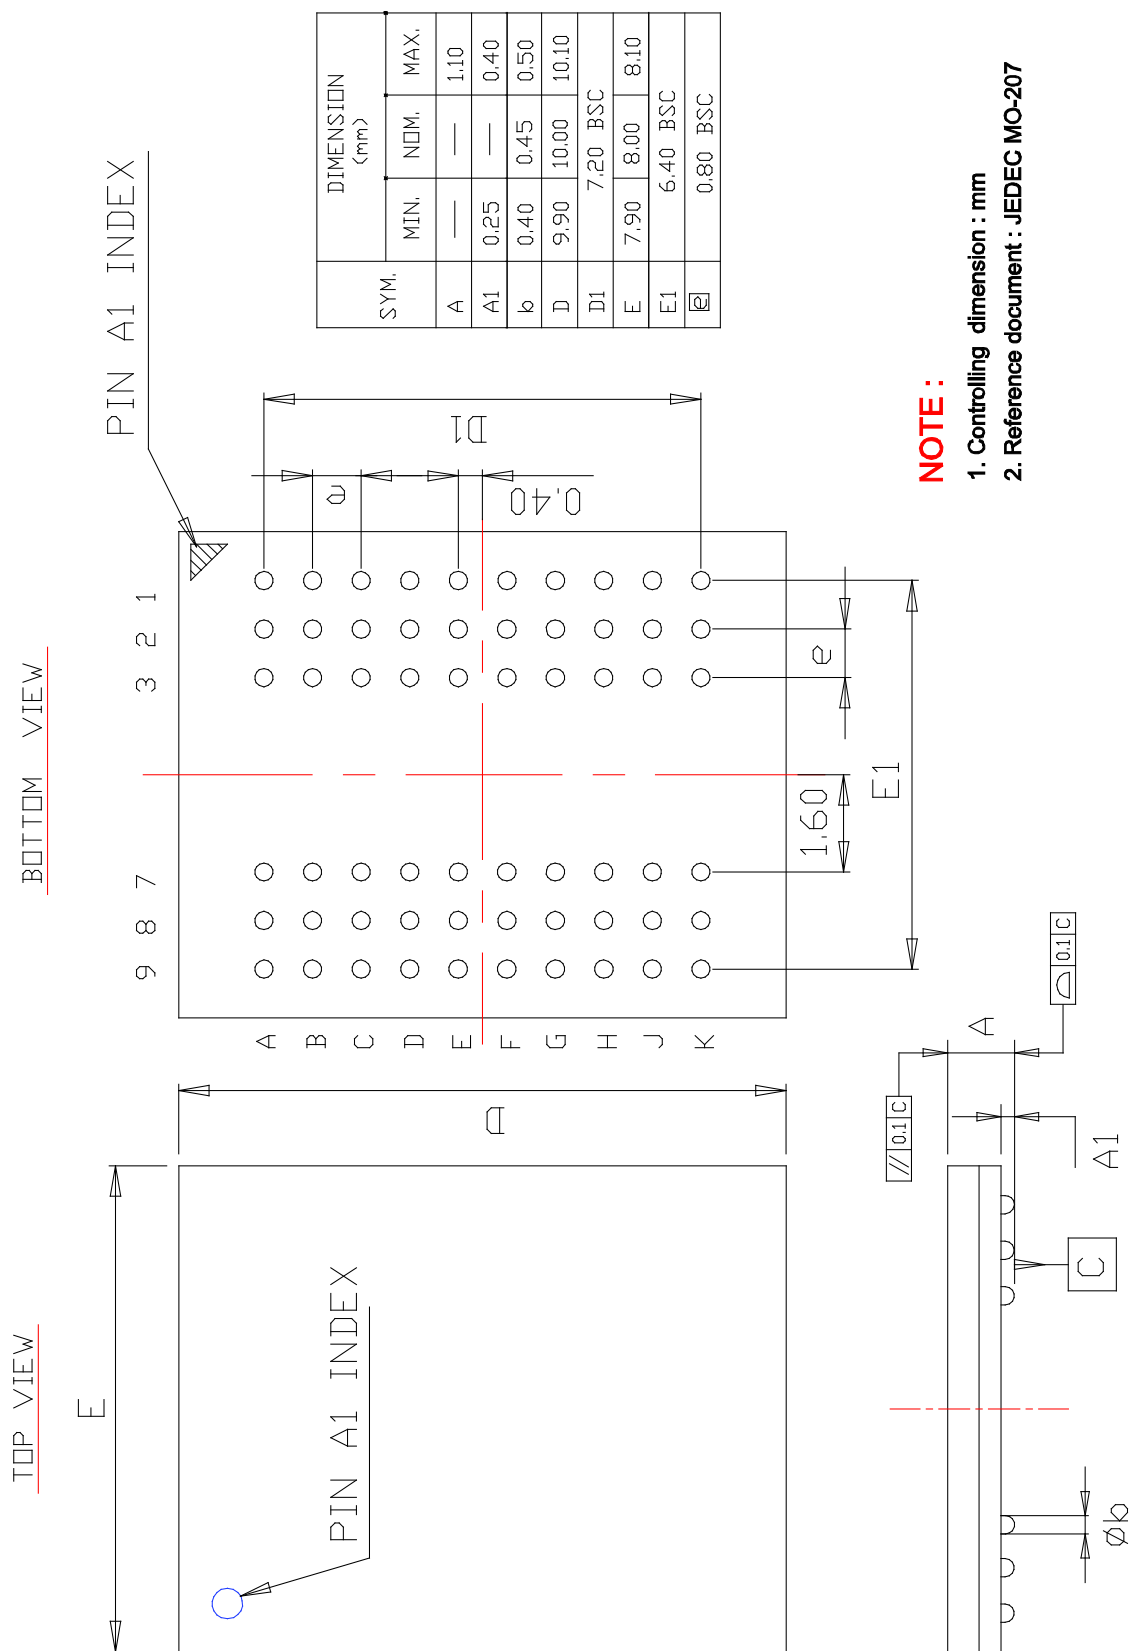 TOP VIEW
E
PIN A1 INDEX
D
BOTTOM VIEW
9 8 7 3 2 1
PIN A1 INDEX
A
B
C
D
E
F
G
H
J
K
e
D1
0.40
e
1.60
E1
// 0.1 C
A
0.1 C
A1
C
Øb
SYM. DIMENSION (mm)
MIN. NOM. MAX.
A — — 1.10
A1 0.25 — 0.40
b 0.40 0.45 0.50
D 9.90 10.00 10.10
D1 7.20 BSC
E 7.90 8.00 8.10
E1 6.40 BSC
e 0.80 BSC
NOTE :
1. Controlling dimension : mm
2. Reference document : JEDEC MO-207